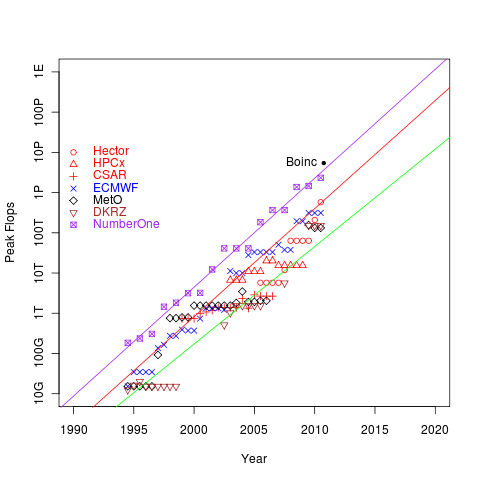 1E
100P
10P
1P
100T
10T
1T
100G
10G
Peak Flops
Boinc
Hector
HPCx
CSAR
ECMWF
MetO
DKRZ
NumberOne
1990 1995 2000 2005 2010 2015 2020
Year